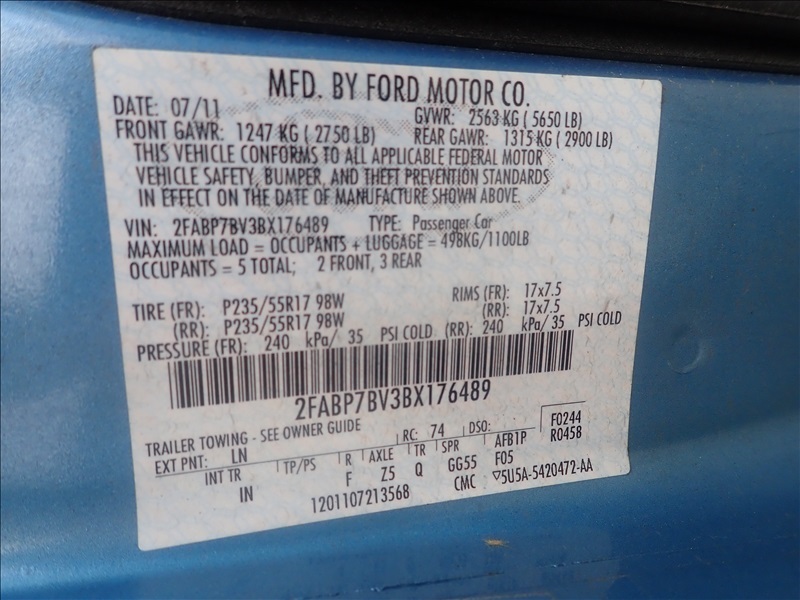 MFD. BY FORD MOTOR CO.
DATE: 07/11 GVWR: 2563 KG ( 5650 LB)
FRONT GAWR: 1247 KG ( 2750 LB) REAR GAWR: 1315 KG ( 2900 LB)
THIS VEHICLE CONFORMS TO ALL APPLICABLE FEDERAL MOTOR
VEHICLE SAFETY, BUMPER, AND THEFT PREVENTION STANDARDS
IN EFFECT ON THE DATE OF MANUFACTURE SHOWN ABOVE.
VIN: 2FABP7BV3BX176489 TYPE: Passenger Car
MAXIMUM LOAD = OCCUPANTS + LUGGAGE = 498KG/1100LB
OCCUPANTS = 5 TOTAL; 2 FRONT, 3 REAR
TIRE (FR): P235/55R17 98W RIMS (FR): 17x7.5
(RR): P235/55R17 98W (RR): 17x7.5
PRESSURE (FR): 240 kPa/ 35 PSI COLD (RR): 240 kPa/ 35 PSI COLD
2FABP7BV3BX176489
TRAILER TOWING - SEE OWNER GUIDE
EXT PNT: LN RC: 74 DSO: F0244
R0458
INT TR TP/PS R AXLE TR SPR AFB1P
IN F Z5 Q GG55 F05
1201107213568 CMC ▽5U5A-5420472-AA